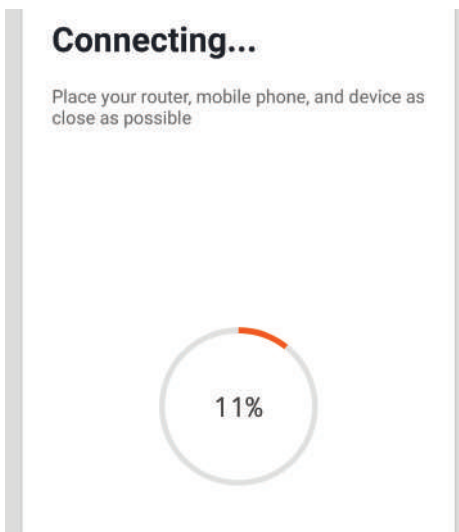 Connecting...
Place your router, mobile phone, and device as
close as possible
11%